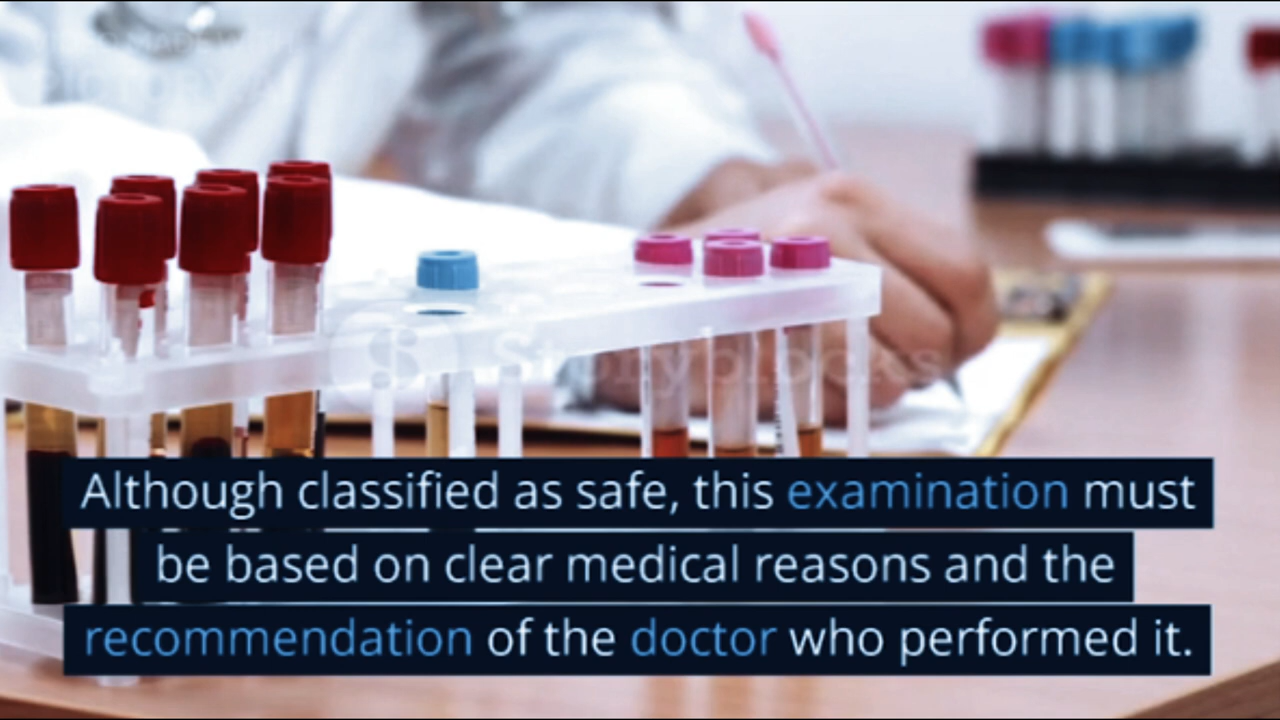 Storyblocks
Although classified as safe, this examination must
be based on clear medical reasons and the
recommendation of the doctor who performed it.